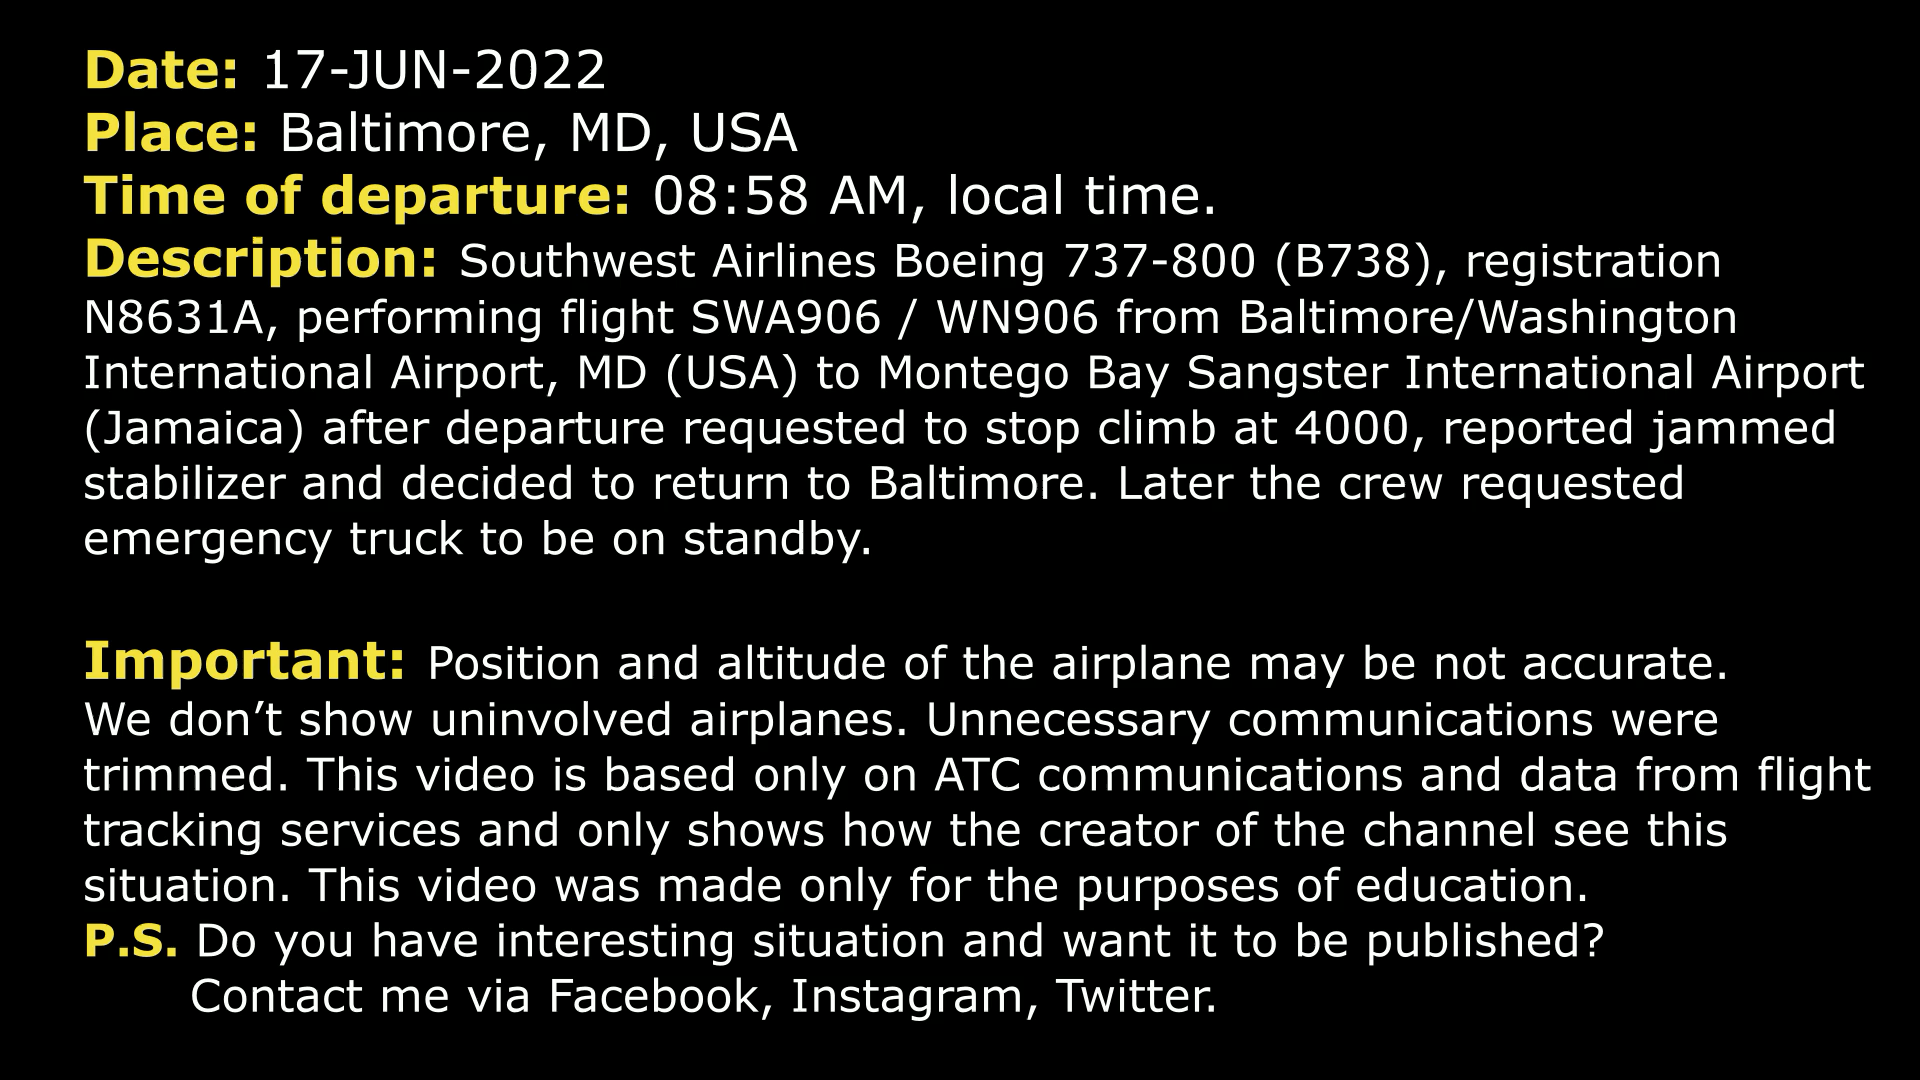 Date: 17-JUN-2022
Place: Baltimore, MD, USA
Time of departure: 08:58 AM, local time.
Description: Southwest Airlines Boeing 737-800 (B738), registration
N8631A, performing flight SWA906 / WN906 from Baltimore/Washington
International Airport, MD (USA) to Montego Bay Sangster International Airport
(Jamaica) after departure requested to stop climb at 4000, reported jammed
stabilizer and decided to return to Baltimore. Later the crew requested
emergency truck to be on standby.
Important: Position and altitude of the airplane may be not accurate.
We don’t show uninvolved airplanes. Unnecessary communications were
trimmed. This video is based only on ATC communications and data from flight
tracking services and only shows how the creator of the channel see this
situation. This video was made only for the purposes of education.
P.S. Do you have interesting situation and want it to be published?
Contact me via Facebook, Instagram, Twitter.